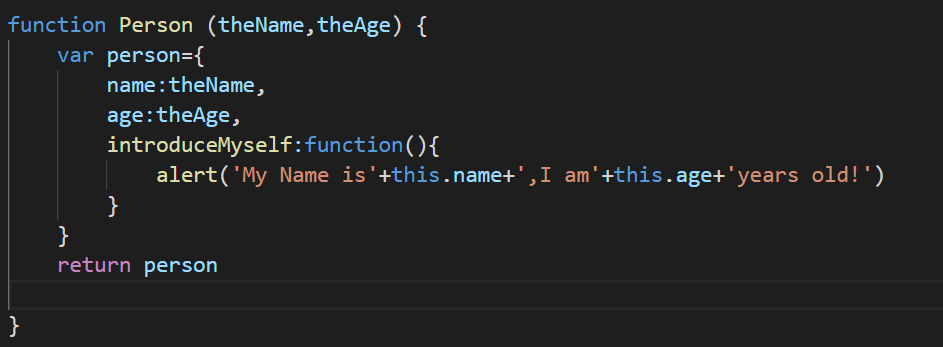 function Person (theName,theAge) {
    var person={
        name:theName,
        age:theAge,
        introduceMyself:function(){
            alert('My Name is'+this.name+',I am'+this.age+'years old!')
        }
    }
    return person
}